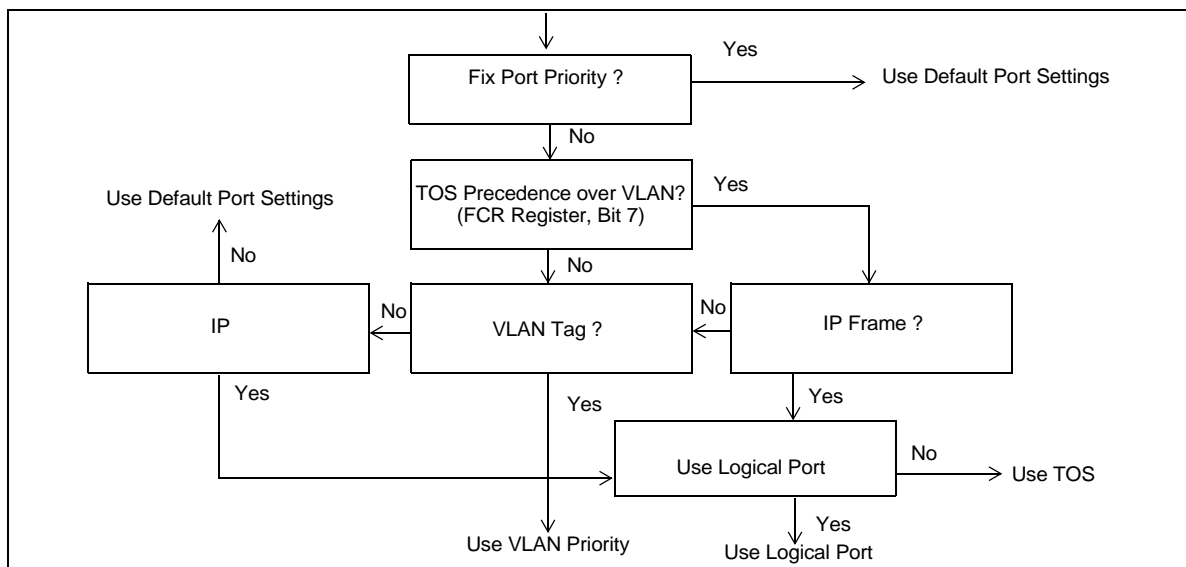 Yes
Fix Port Priority ?
Use Default Port Settings
No
TOS Precedence over VLAN?
(FCR Register, Bit 7)
Yes
Use Default Port Settings
No
No
IP
No
VLAN Tag ?
No
IP Frame ?
Yes
Yes
Yes
Use Logical Port
No
Use TOS
Yes
Use VLAN Priority
Use Logical Port